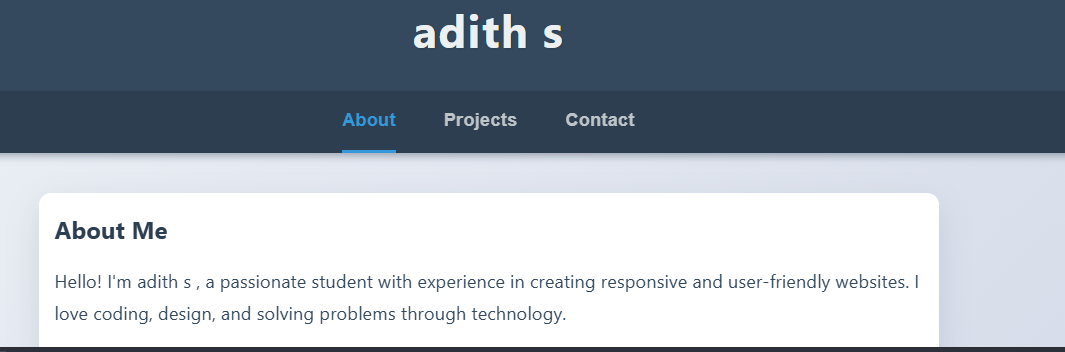 adith s
About Projects Contact
About Me
Hello! I'm adith s , a passionate student with experience in creating responsive and user-friendly websites. I
love coding, design, and solving problems through technology.